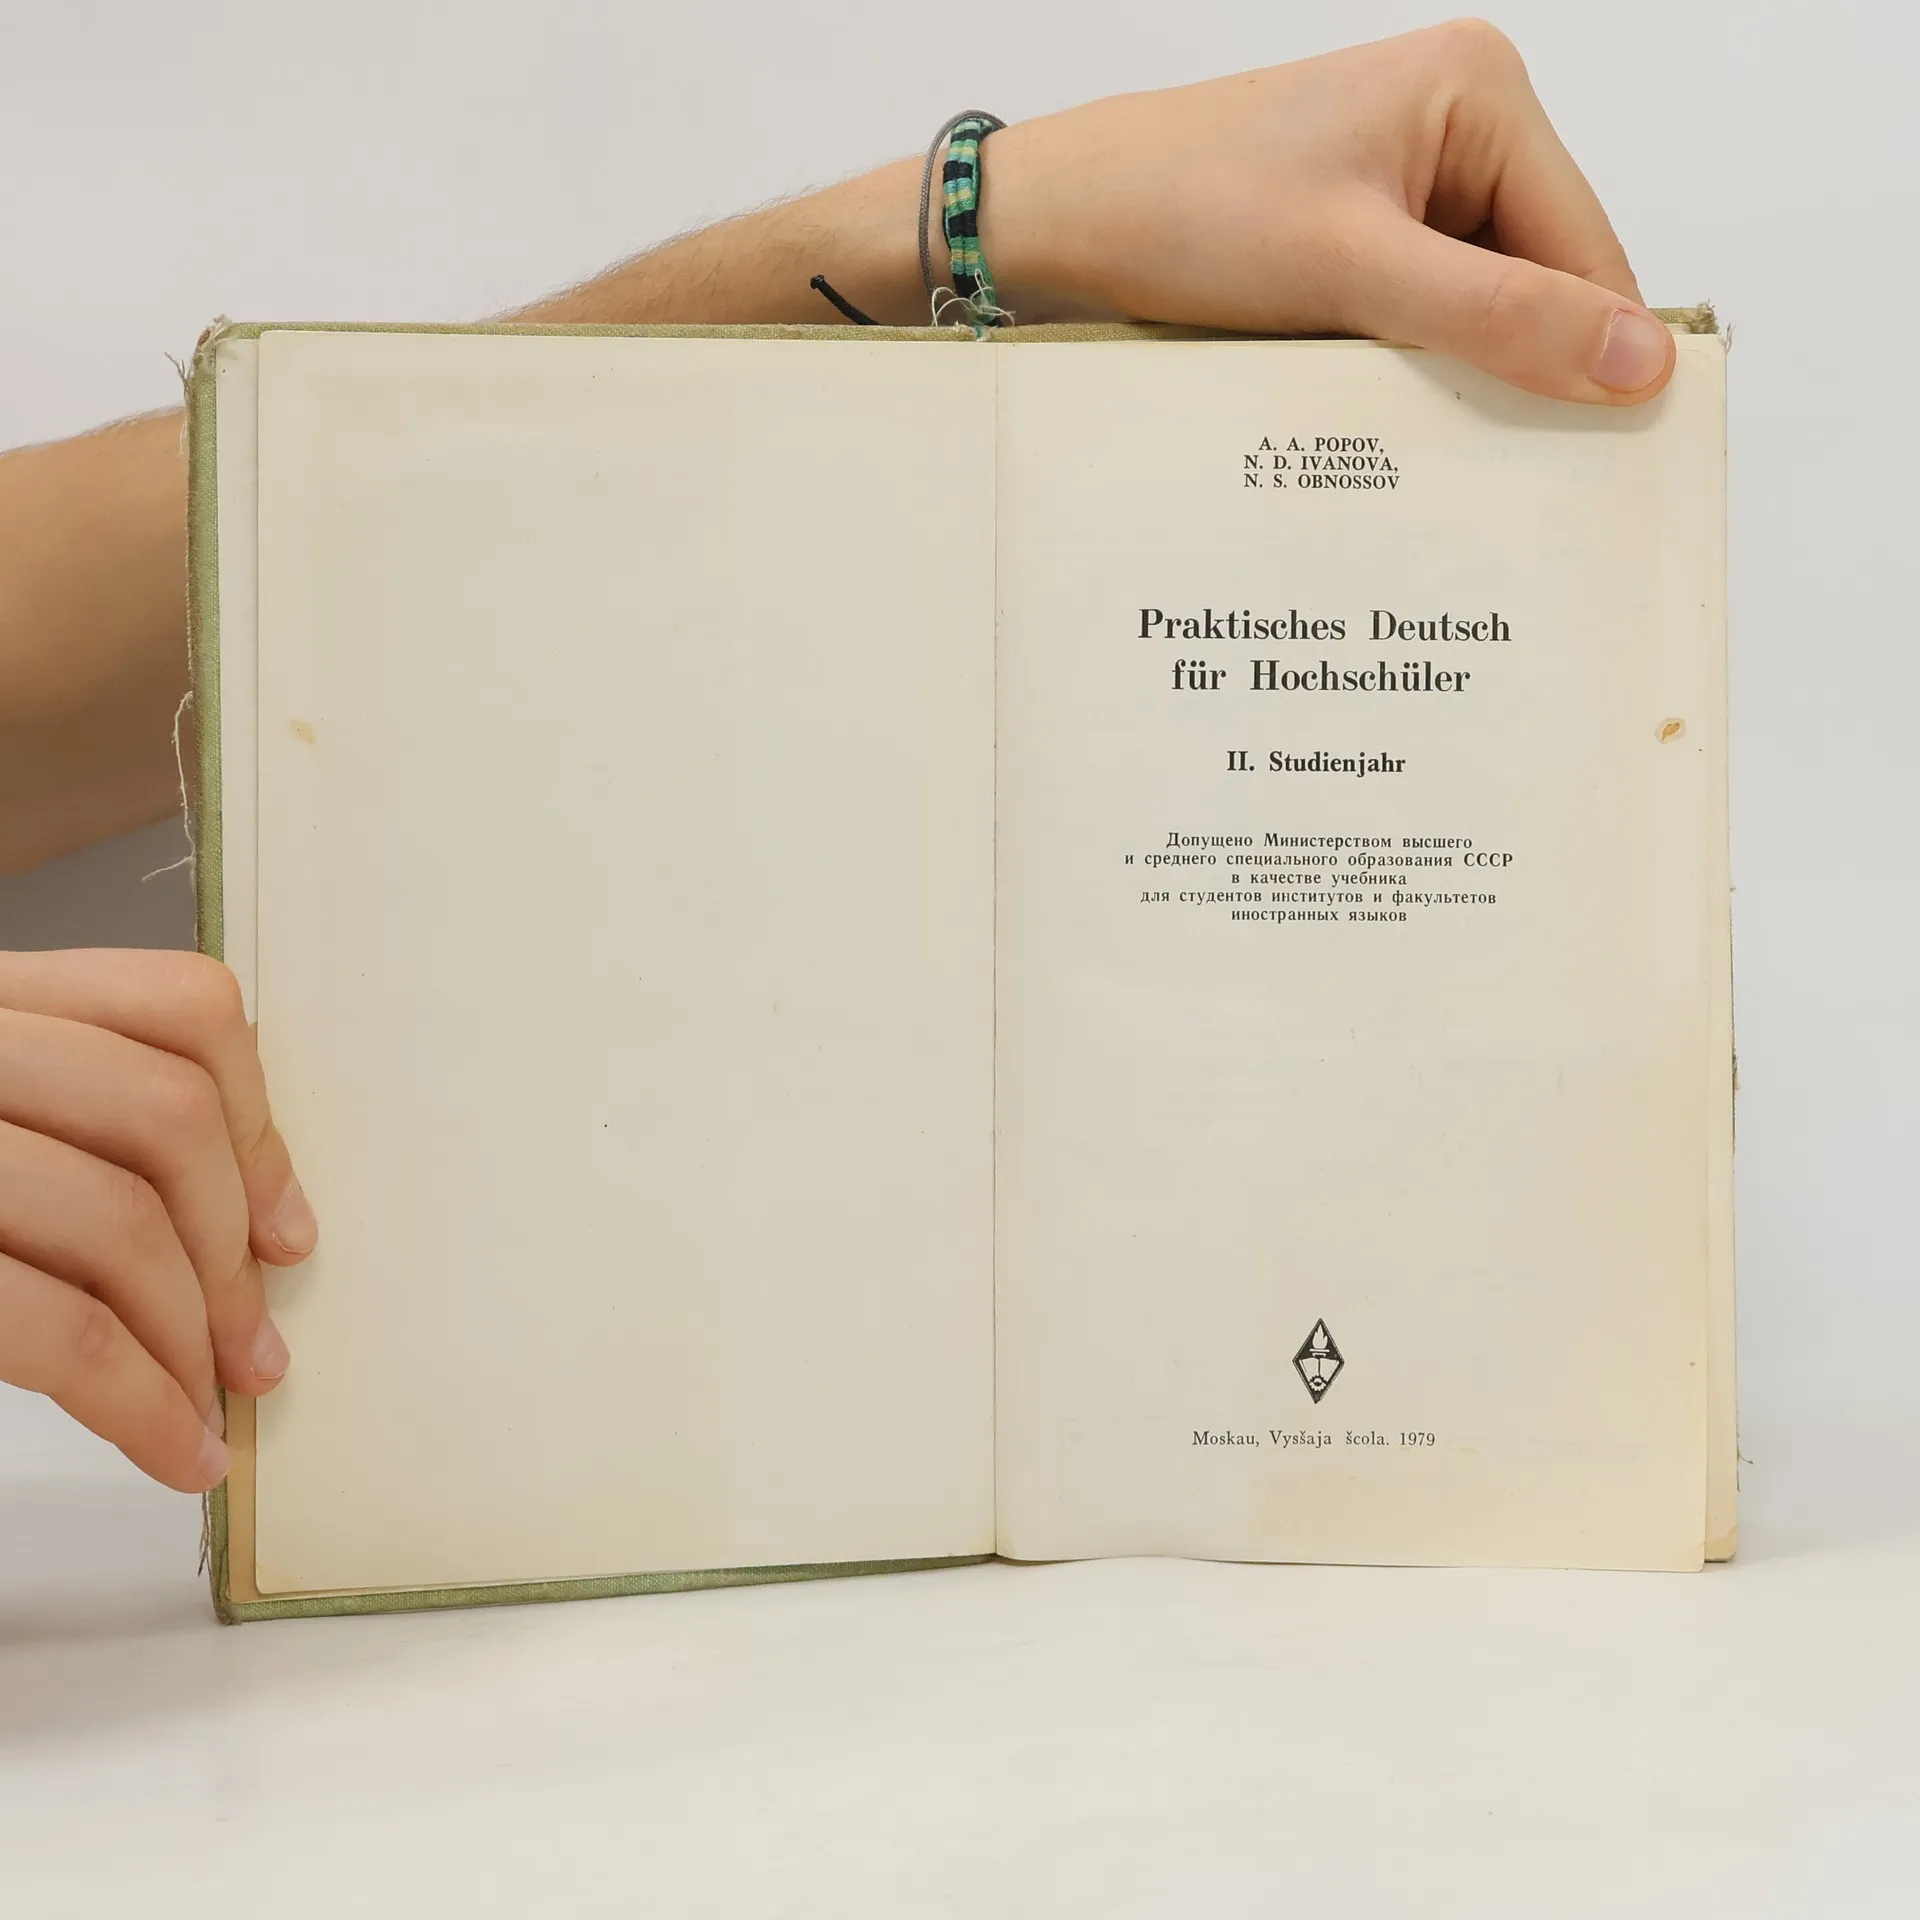 A. A. POPOV,
N. D. IVANOVA,
N. S. OBNOSSOV
Praktisches Deutsch
für Hochschüler
II. Studienjahr
Допущено Министерством высшего
и среднего специального образования СССР
в качестве учебника
для студентов институтов и факультетов
иностранных языков
Moskau, Vysšaja šcola. 1979